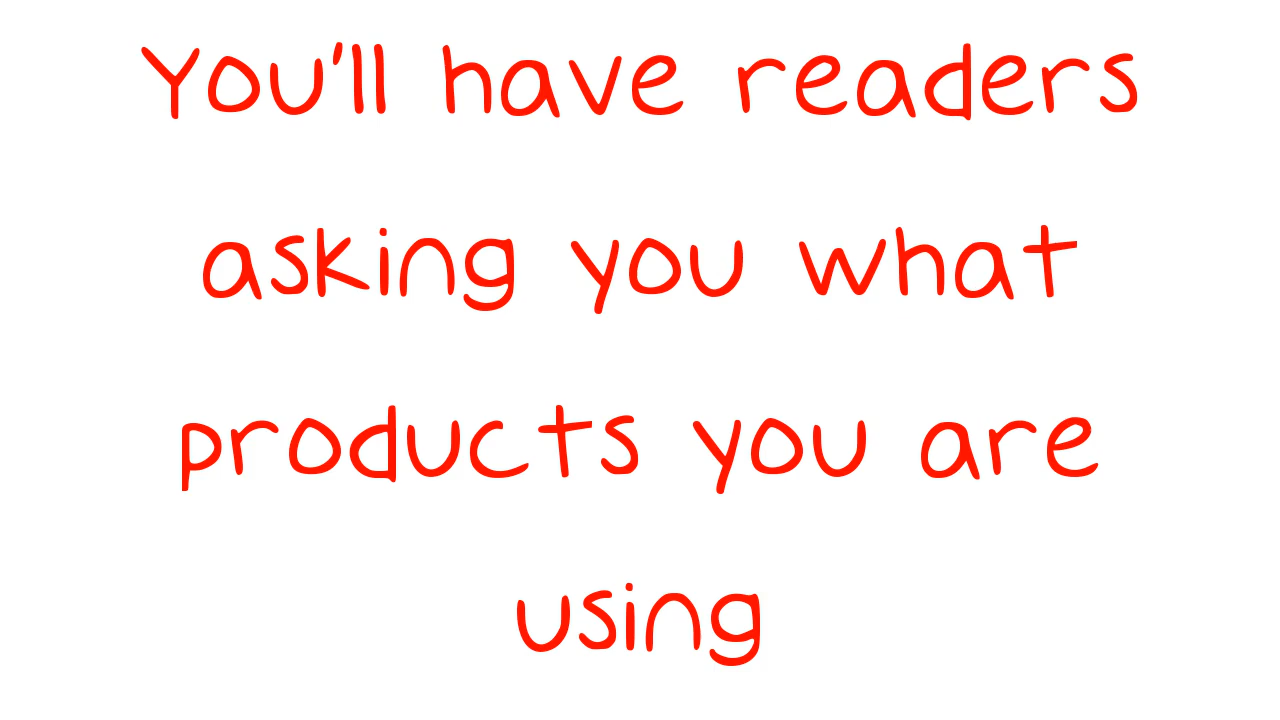 You'll have readers
asking you what
products you are
using